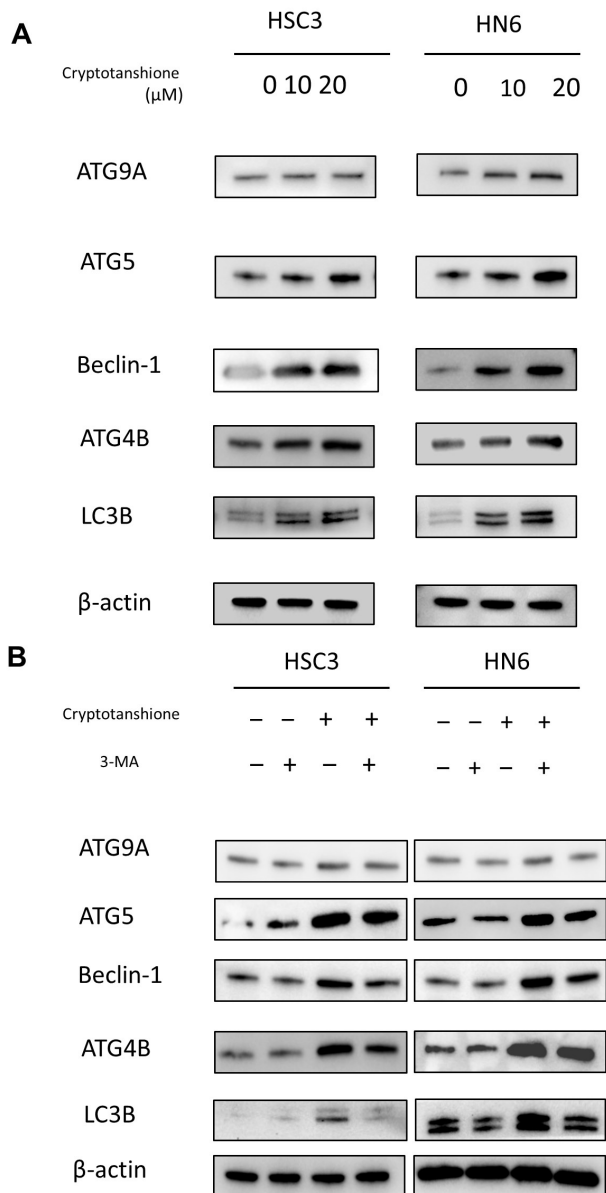 A
HSC3 HN6
Cryptotanshione
(μM)
0 10 20 0 10 20
ATG9A
ATG5
Beclin-1
ATG4B
LC3B
β-actin
B
HSC3 HN6
Cryptotanshione – – + + – – + +
3-MA – + – + – + – +
ATG9A
ATG5
Beclin-1
ATG4B
LC3B
β-actin